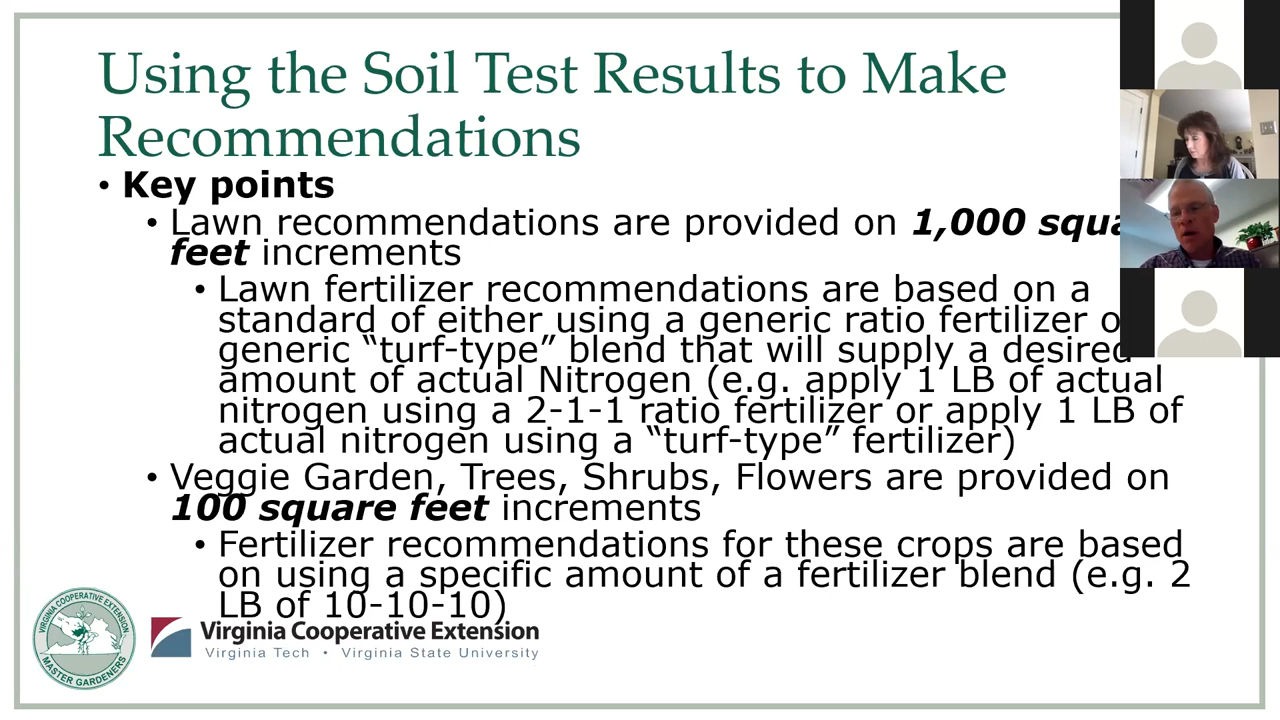 Using the Soil Test Results to Make
Recommendations
• Key points
• Lawn recommendations are provided on 1,000
feet increments
• Lawn fertilizer recommendations are based on a
standard of either using a generic ratio fertilizer
generic “turf-type” blend that will supply a desired
amount of actual Nitrogen (e.g. apply 1 LB of actual
nitrogen using a 2-1-1 ratio fertilizer or apply 1 LB of
actual nitrogen using a “turf-type” fertilizer)
• Veggie Garden, Trees, Shrubs, Flowers are provided on
100 square feet increments
• Fertilizer recommendations for these crops are based
on using a specific amount of a fertilizer blend (e.g. 2
LB of 10-10-10)
VIRGINIA COOPERATIVE EXTENSION
MASTER GARDENERS
Virginia Cooperative Extension
Virginia Tech • Virginia State University